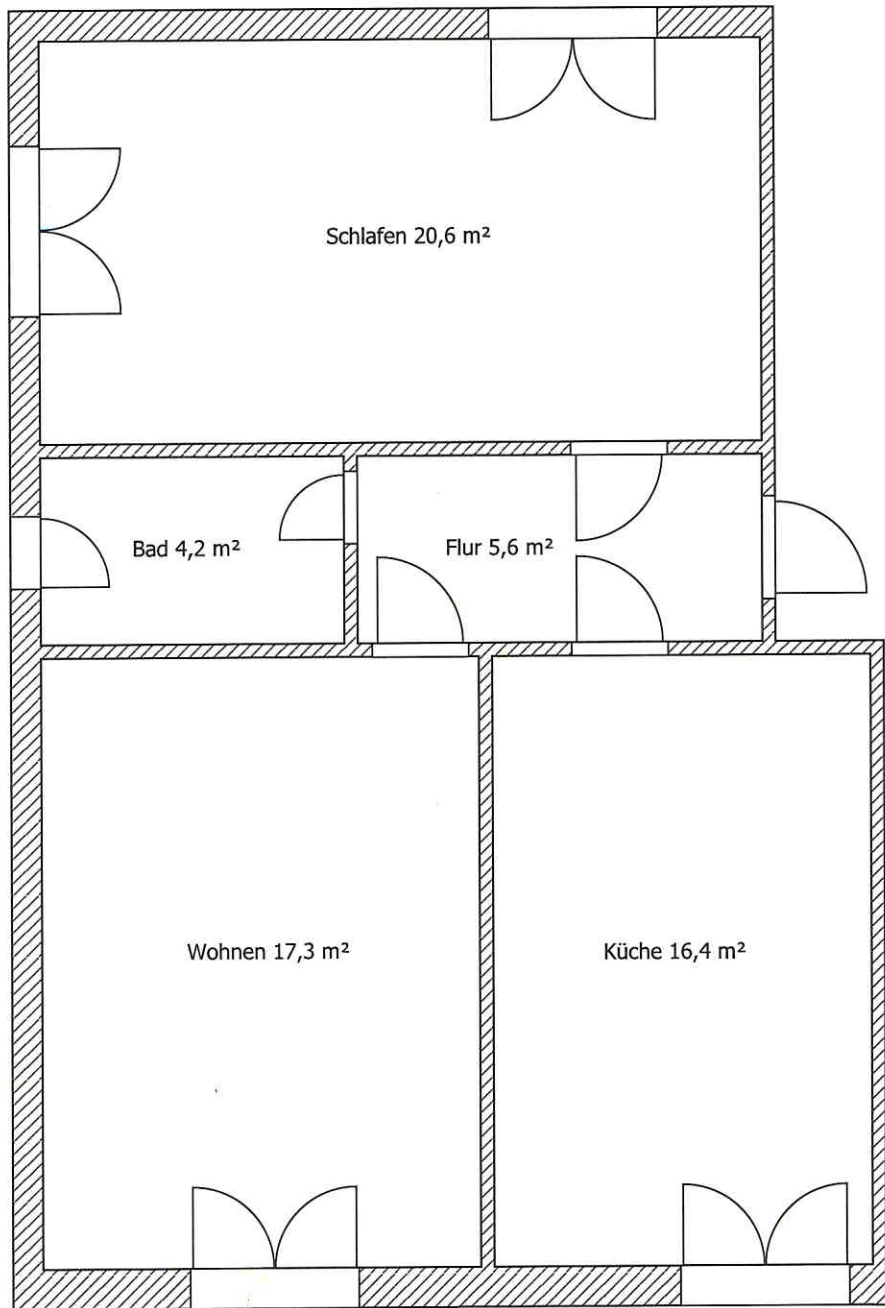 Schlafen 20,6 m²
Bad 4,2 m²
Flur 5,6 m²
Wohnen 17,3 m²
Küche 16,4 m²